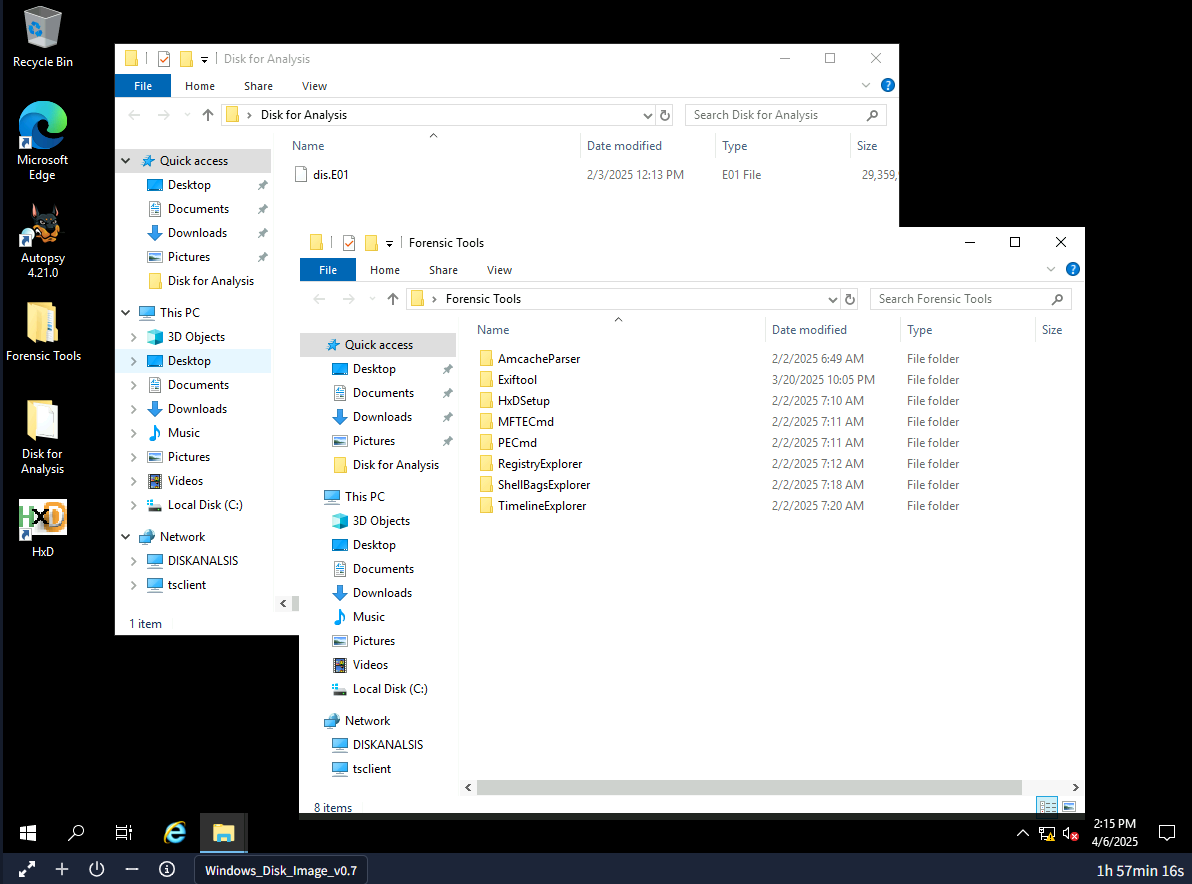 Recycle Bin
Microsoft
Edge
Autopsy
4.21.0
Forensic Tools
Disk for
Analysis
HxD
HxD
Disk for Analysis
File Home Share View
Disk for Analysis
Search Disk for Analysis
Name Date modified Type Size
dis.E01 2/3/2025 12:13 PM E01 File 29,359,
Quick access
Desktop
Documents
Downloads
Pictures
Disk for Analysis
This PC
3D Objects
Desktop
Documents
Downloads
Music
Pictures
Videos
Local Disk (C:)
Network
DISKANALSIS
tsclient
1 item
Forensic Tools
File Home Share View
Forensic Tools
Search Forensic Tools
Name Date modified Type Size
AmcacheParser 2/2/2025 6:49 AM File folder
Exiftool 3/20/2025 10:05 PM File folder
HxDSetup 2/2/2025 7:10 AM File folder
MFTECmd 2/2/2025 7:11 AM File folder
PECmd 2/2/2025 7:11 AM File folder
RegistryExplorer 2/2/2025 7:12 AM File folder
ShellBagsExplorer 2/2/2025 7:18 AM File folder
TimelineExplorer 2/2/2025 7:20 AM File folder
Quick access
Desktop
Documents
Downloads
Pictures
Disk for Analysis
This PC
3D Objects
Desktop
Documents
Downloads
Music
Pictures
Videos
Local Disk (C:)
Network
DISKANALSIS
tsclient
8 items
2:15 PM
4/6/2025
Windows_Disk_Image_v0.7
1h 57min 16s